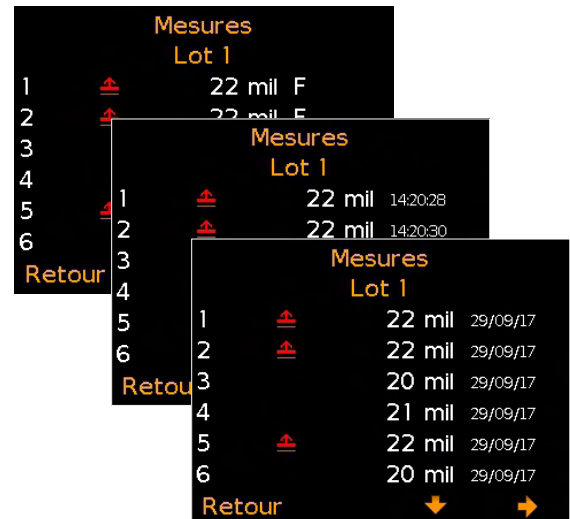 Mesures
Lot 1
1 22 mil F
2 22 mil F
3
4
5
6
Retour
Mesures
Lot 1
1 22 mil 14:20:28
2 22 mil 14:20:30
3
4
5
6
Retou
Mesures
Lot 1
1 22 mil 29/09/17
2 22 mil 29/09/17
3 20 mil 29/09/17
4 21 mil 29/09/17
5 22 mil 29/09/17
6 20 mil 29/09/17
Retour